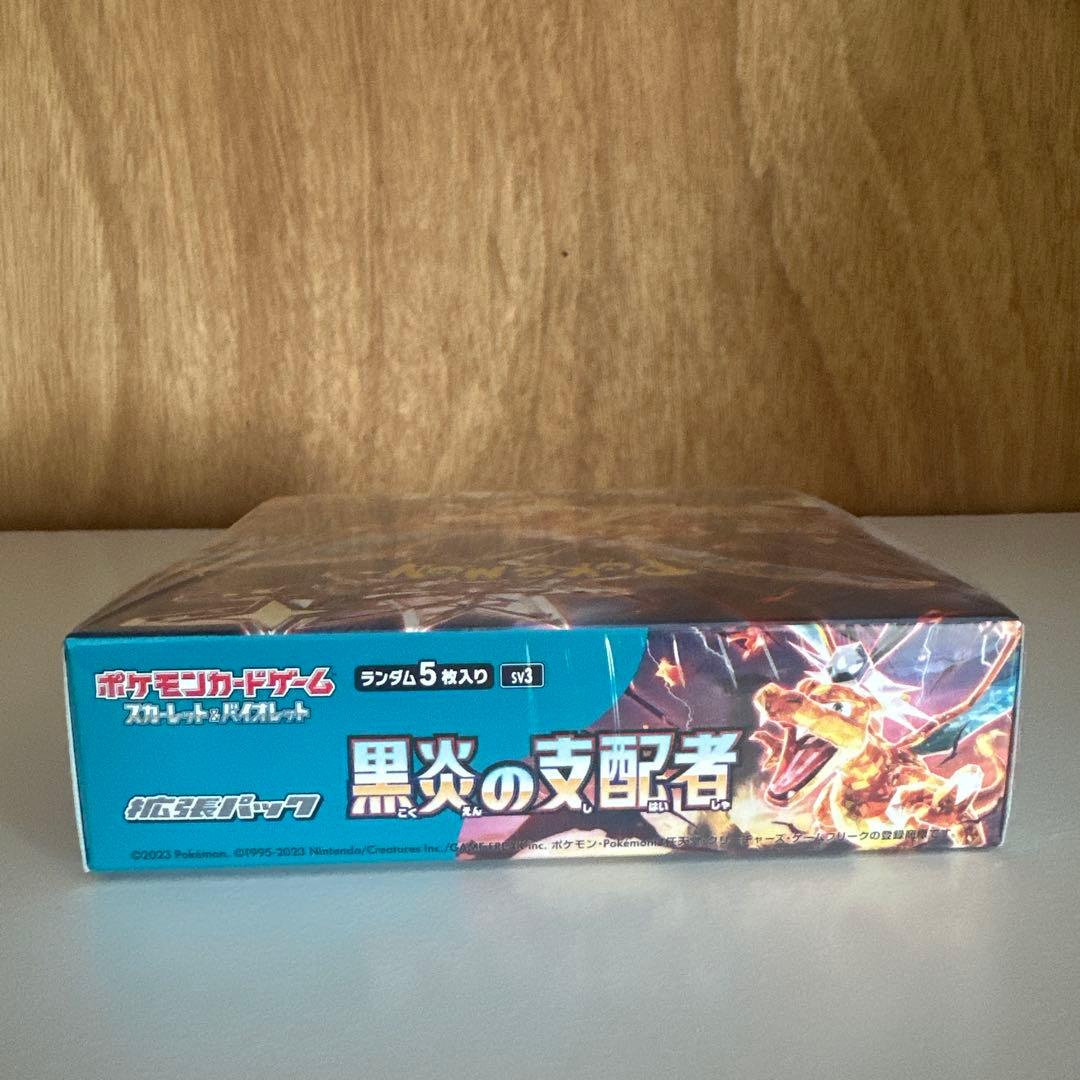 Pokémon
ポケモンカードゲーム
スカーレット&バイオレット
ランダム5枚入り
sv3
拡張パック
黒炎の支配者
こくえん しはいしゃ
©2023 Pokémon. ©1995-2023 Nintendo/Creatures Inc./GAME FREAK inc. ポケモン・Pokémonは任天堂・クリーチャーズ・ゲームフリークの登録商標です。